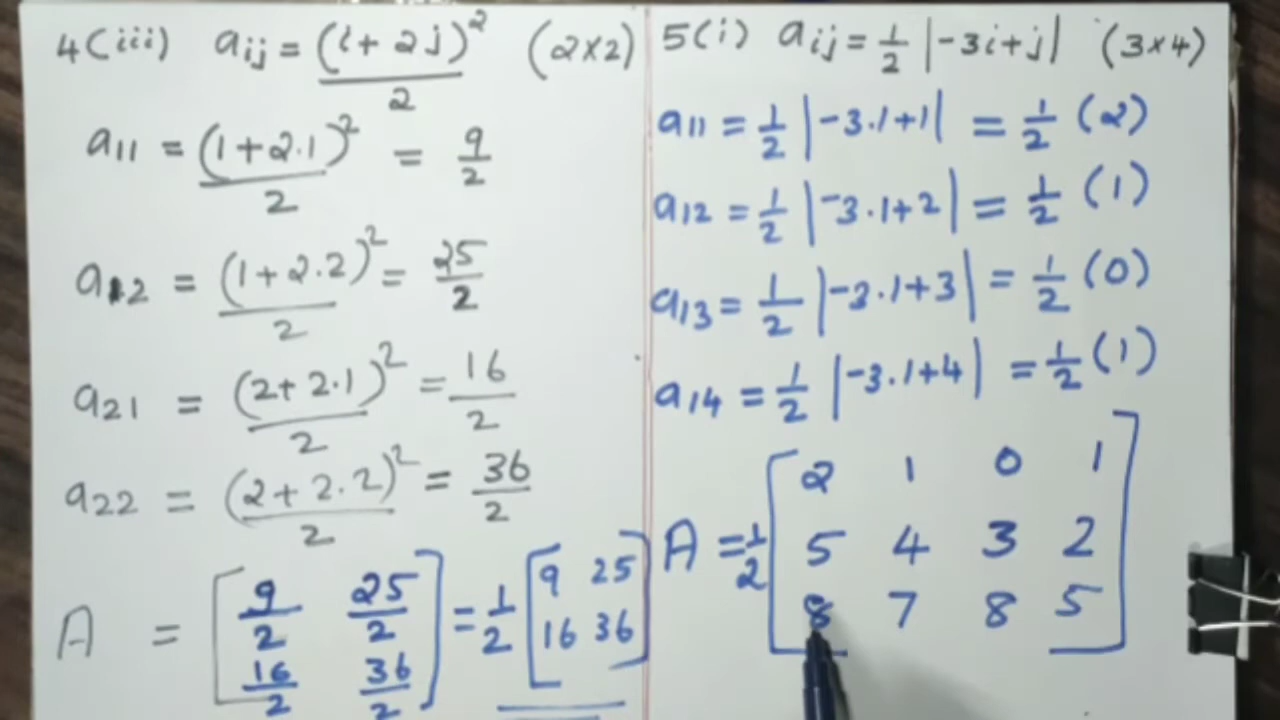 4(iii) aij = (i + 2j)²/2 (2×2)
a11 = (1+2·1)²/2 = 9/2
a12 = (1+2·2)²/2 = 25/2
a21 = (2+2·1)²/2 = 16/2
a22 = (2+2·2)²/2 = 36/2
A = [9/2 25/2
16/2 36/2] = 1/2 [9 25
16 36]
5(i) aij = 1/2 |-3i+j| (3×4)
a11 = 1/2 |-3·1+1| = 1/2 (2)
a12 = 1/2 |-3·1+2| = 1/2 (1)
a13 = 1/2 |-3·1+3| = 1/2 (0)
a14 = 1/2 |-3·1+4| = 1/2 (1)
A = 1/2 [2 1 0 1
5 4 3 2
8 7 8 5]